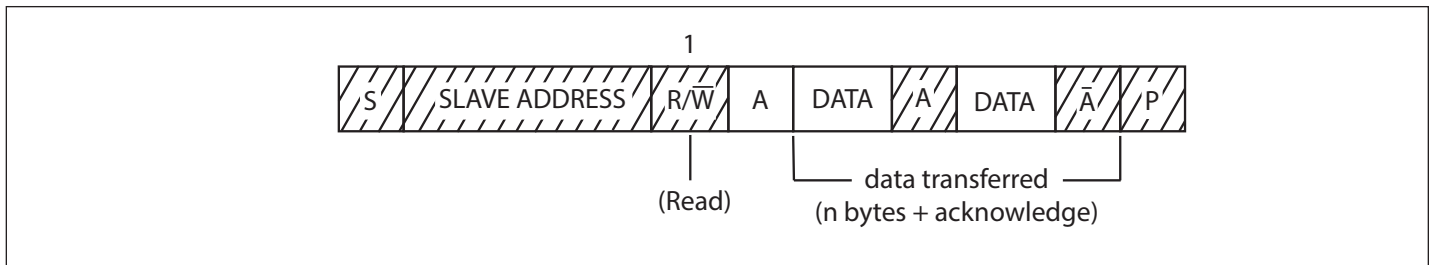 1
S SLAVE ADDRESS R/W̅ A DATA A DATA A̅ P
(Read)
data transferred
(n bytes + acknowledge)